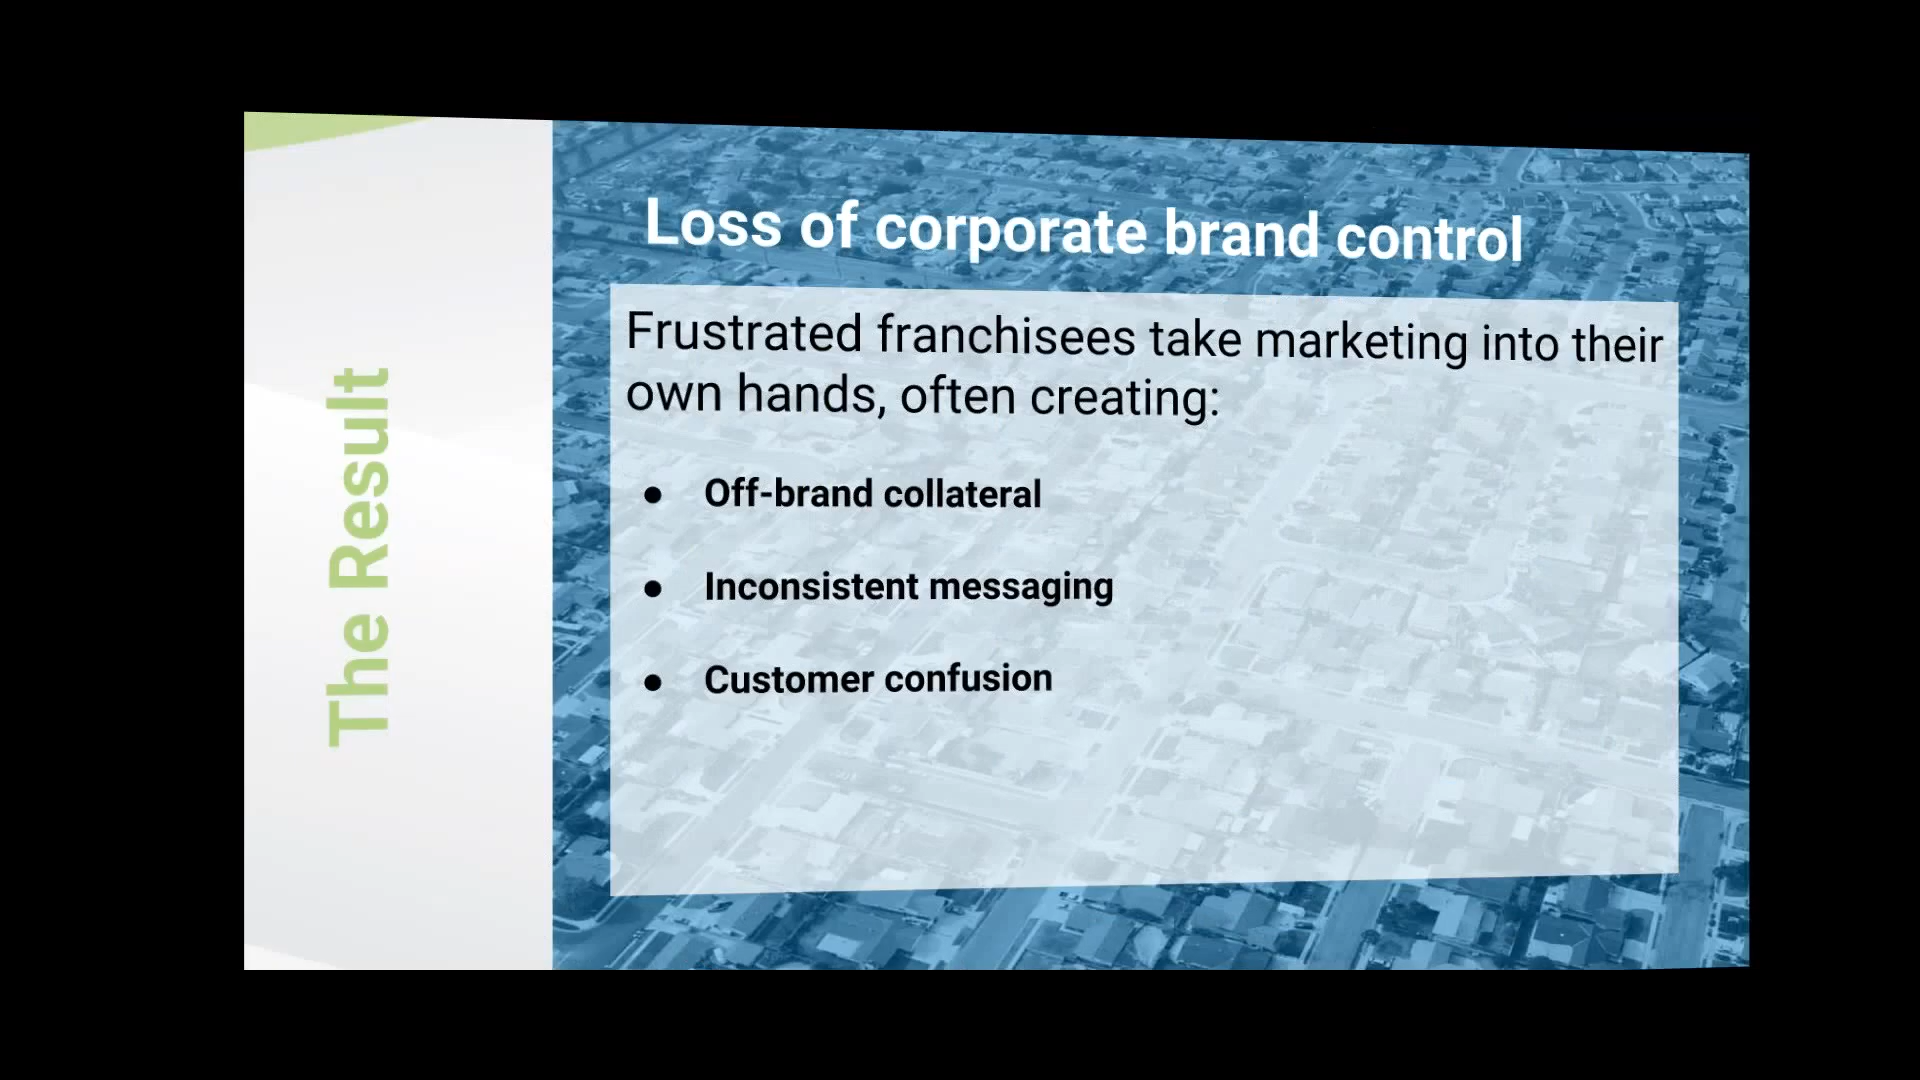 The Result
Loss of corporate brand control
Frustrated franchisees take marketing into their
own hands, often creating:
● Off-brand collateral
● Inconsistent messaging
● Customer confusion